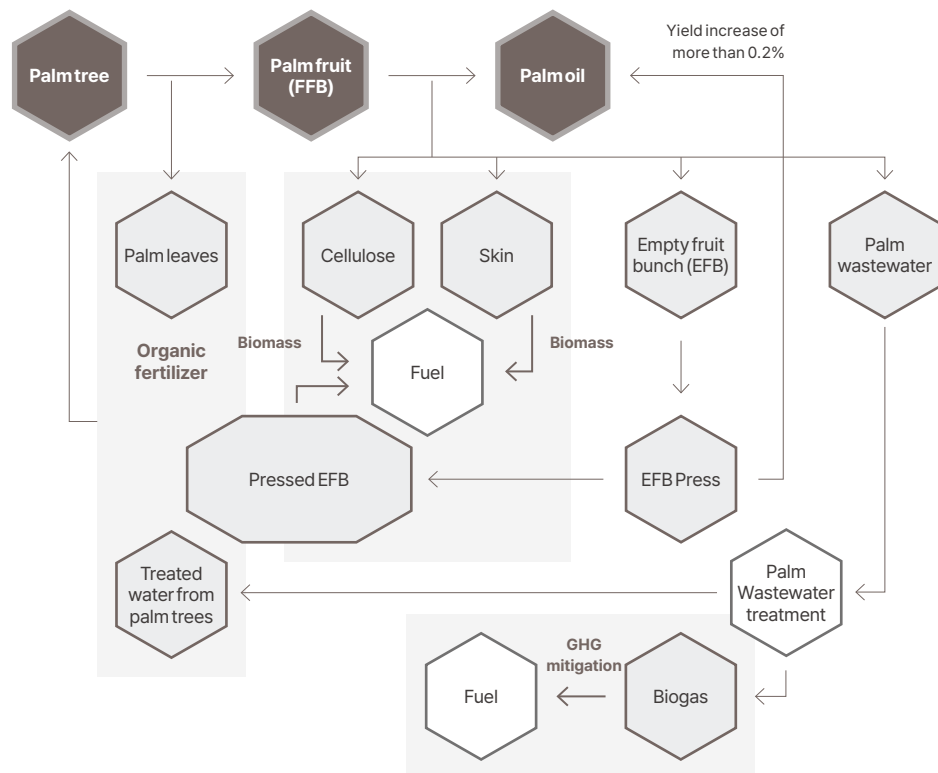 Yield increase of
more than 0.2%
Palm tree
Palm fruit
(FFB)
Palm oil
Palm leaves
Cellulose
Skin
Empty fruit
bunch (EFB)
Palm
wastewater
Organic
fertilizer
Biomass
Fuel
Biomass
Pressed EFB
EFB Press
Treated
water from
palm trees
Palm
Wastewater
treatment
GHG
mitigation
Fuel
Biogas